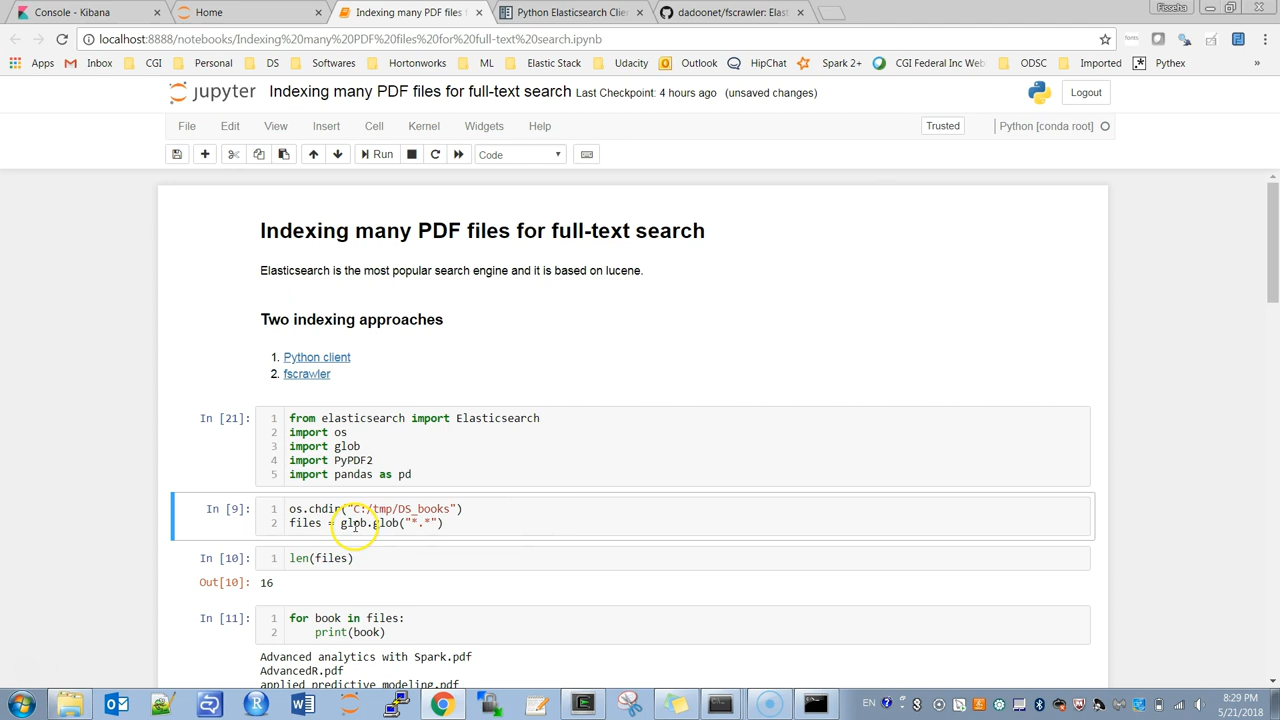 Console - Kibana
Home
Indexing many PDF files
Python Elasticsearch Clie
dadoonet/fscrawler: Elast
Fisseha
localhost:8888/notebooks/Indexing%20many%20PDF%20files%20for%20full-text%20search.ipynb
Apps
Inbox
CGI
Personal
DS
Softwares
Hortonworks
ML
Elastic Stack
Udacity
Outloo
HipChat
Spark 2+
CGI Federal Inc Web
ODSC
Imported
Pythex
»
jupyter Indexing many PDF files for full-text search Last Checkpoint: 4 hours ago (unsaved changes)
Logout
File Edit View Insert Cell Kernel Widgets Help
Trusted
Python [conda root]
Run
Code
Indexing many PDF files for full-text search
Elasticsearch is the most popular search engine and it is based on lucene.
Two indexing approaches
1. Python client
2. fscrawler
In [21]:
1 from elasticsearch import Elasticsearch
2 import os
3 import glob
4 import PyPDF2
5 import pandas as pd
In [9]:
1 os.chdir("C:/tmp/DS_books")
2 files = glob.glob("*.*")
In [10]:
1 len(files)
Out[10]: 16
In [11]:
1 for book in files:
2 print(book)
Advanced analytics with Spark.pdf
AdvancedR.pdf
applied predictive modeling.pdf
EN
8:29 PM
5/21/2018